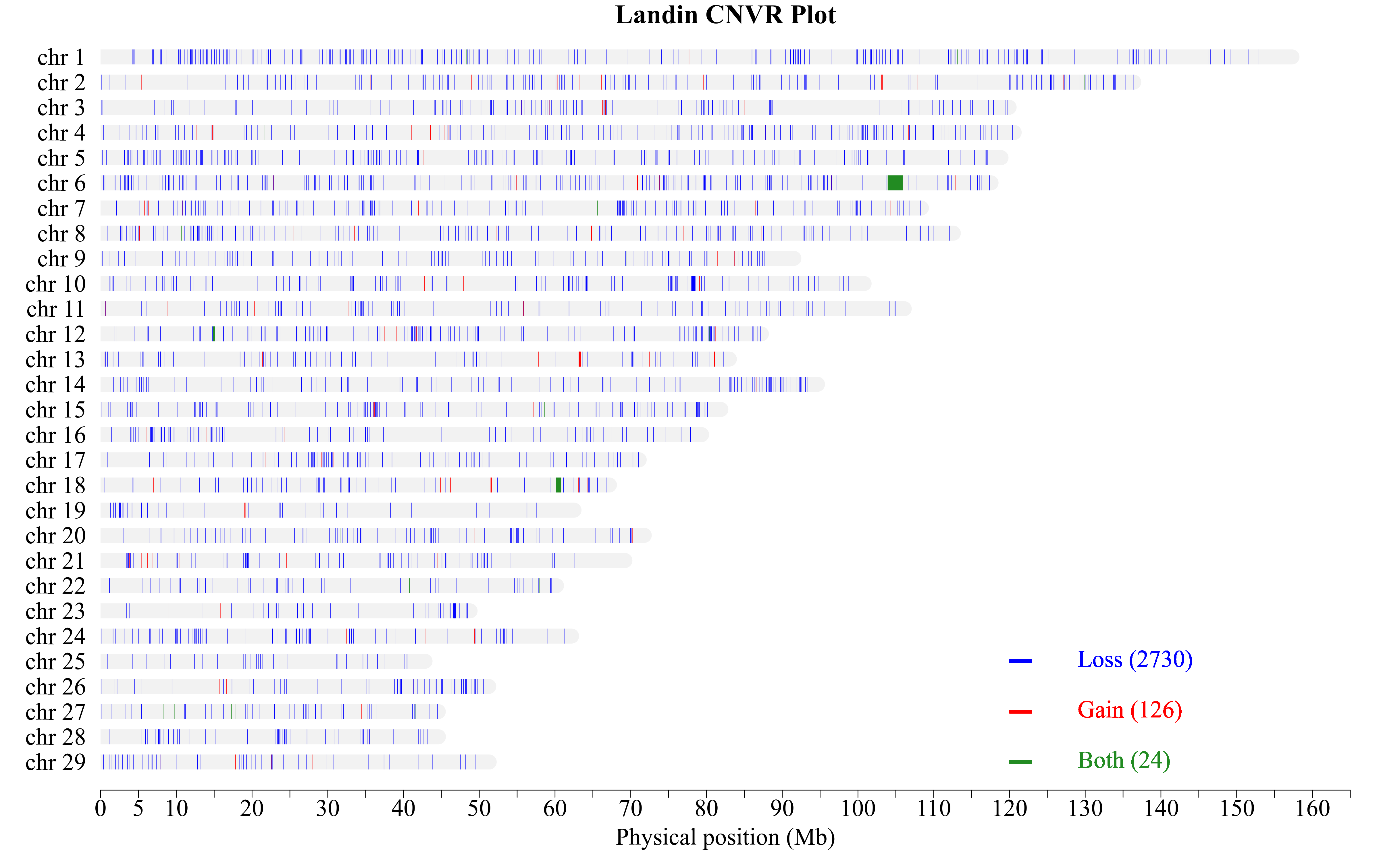 Landin CNVR Plot
chr 1
chr 2
chr 3
chr 4
chr 5
chr 6
chr 7
chr 8
chr 9
chr 10
chr 11
chr 12
chr 13
chr 14
chr 15
chr 16
chr 17
chr 18
chr 19
chr 20
chr 21
chr 22
chr 23
chr 24
chr 25
chr 26
chr 27
chr 28
chr 29
Loss (2730)
Gain (126)
Both (24)
0 5 10 20 30 40 50 60 70 80 90 100 110 120 130 140 150 160
Physical position (Mb)